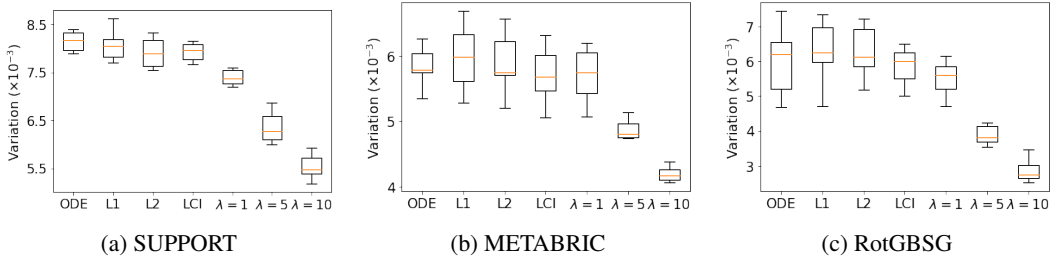 Variation (×10⁻³)
8.5
7.5
6.5
5.5
ODE L1 L2 LCI λ = 1 λ = 5 λ = 10
(a) SUPPORT
Variation (×10⁻³)
6
5
4
ODE L1 L2 LCI λ = 1 λ = 5 λ = 10
(b) METABRIC
Variation (×10⁻³)
7
6
5
4
3
ODE L1 L2 LCI λ = 1 λ = 5 λ = 10
(c) RotGBSG